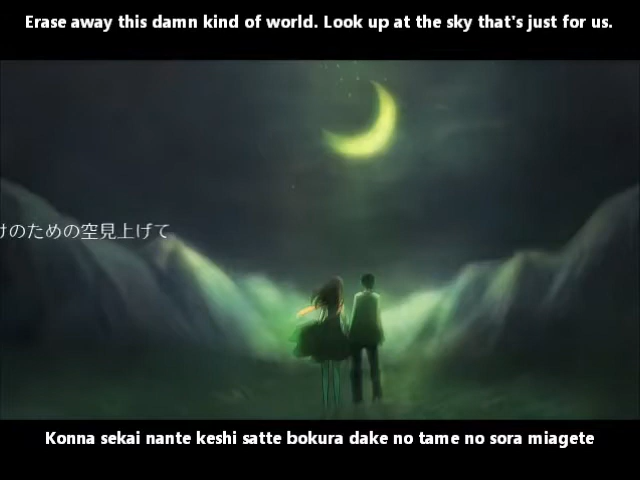 Erase away this damn kind of world. Look up at the sky that's just for us.
けのための空見上げて
Konna sekai nante keshi satte bokura dake no tame no sora miagete